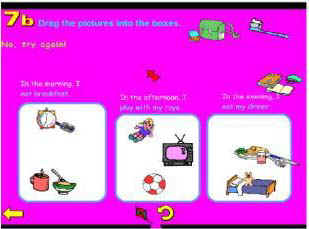 7b Drag the pictures into the boxes.
No, try again!
In the morning, I
eat breakfast.
In the afternoon, I
play with my toys.
In the evening, I
eat my dinner.